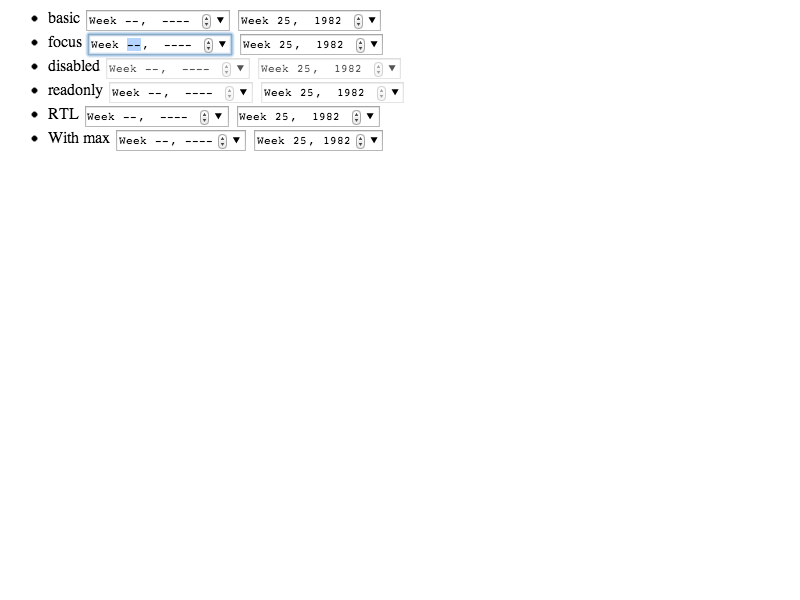 basic Week --, ---- Week 25, 1982
focus Week --, ---- Week 25, 1982
disabled Week --, ---- Week 25, 1982
readonly Week --, ---- Week 25, 1982
RTL Week --, ---- Week 25, 1982
With max Week --, ---- Week 25, 1982